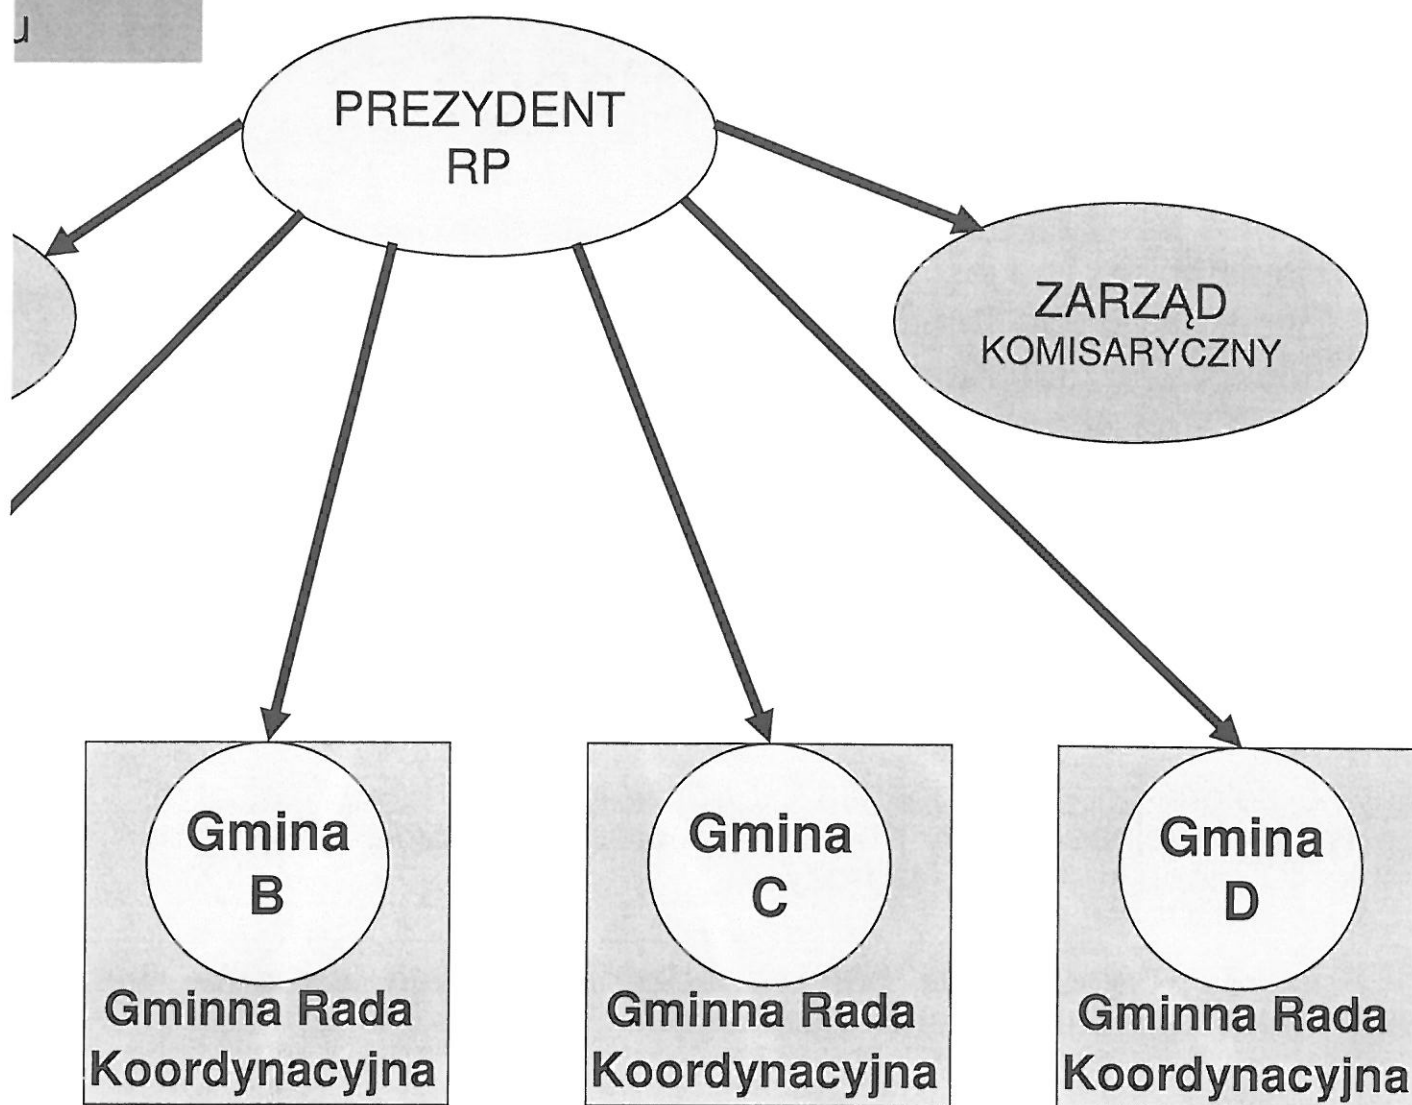 PREZYDENT
RP
ZARZĄD
KOMISARYCZNY
Gmina
B
Gminna Rada
Koordynacyjna
Gmina
C
Gminna Rada
Koordynacyjna
Gmina
D
Gminna Rada
Koordynacyjna